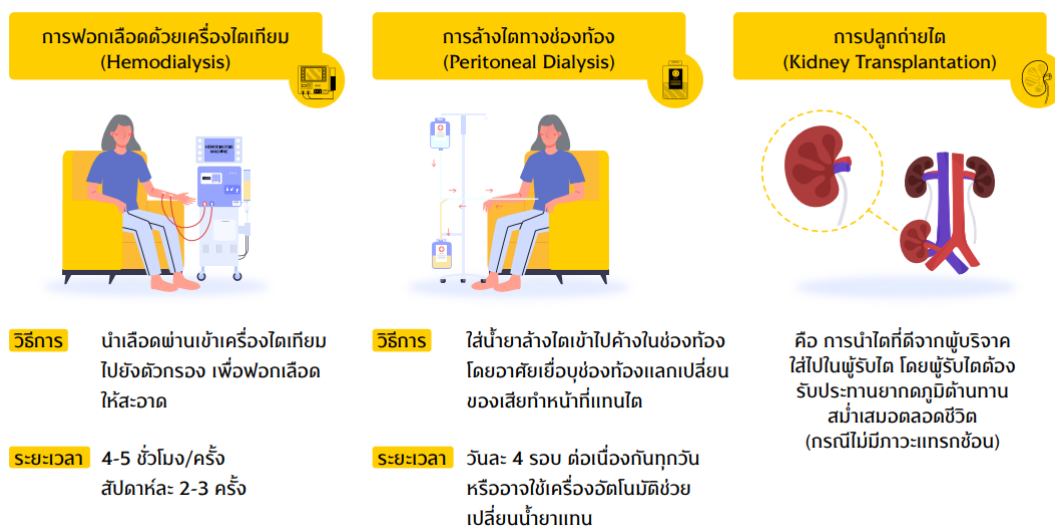 การฟอกเลือดด้วยเครื่องไตเทียม
(Hemodialysis)
นำเลือดผ่านเข้าเครื่องไตเทียม
ไปยังตัวกรอง เพื่อฟอกเลือด
ให้สะอาด
วิธีการ
ระยะเวลา
4-5 ชั่วโมง/ครั้ง
สัปดาห์ละ 2-3 ครั้ง
การล้างไตทางช่องท้อง
(Peritoneal Dialysis)
วิธีการ
ใส่น้ำยาล้างไตเข้าไปค้างในช่องท้อง
โดยอาศัยเยื่อบุช่องท้องแลกเปลี่ยน
ของเสียทำหน้าที่แทนไต
ระยะเวลา
วันละ 4 รอบ ต่อเนื่องกันทุกวัน
หรืออาจใช้เครื่องอัตโนมัติช่วย
เปลี่ยนน้ำยาแทน
การปลูกถ่ายไต
(Kidney Transplantation)
คือ การนำไตที่ดีจากผู้บริจาค
ใส่ไปในผู้รับไต โดยผู้รับไตต้อง
รับประทานยากดภูมิต้านทาน
สม่ำเสมอตลอดชีวิต
(กรณีไม่มีภาวะแทรกซ้อน)